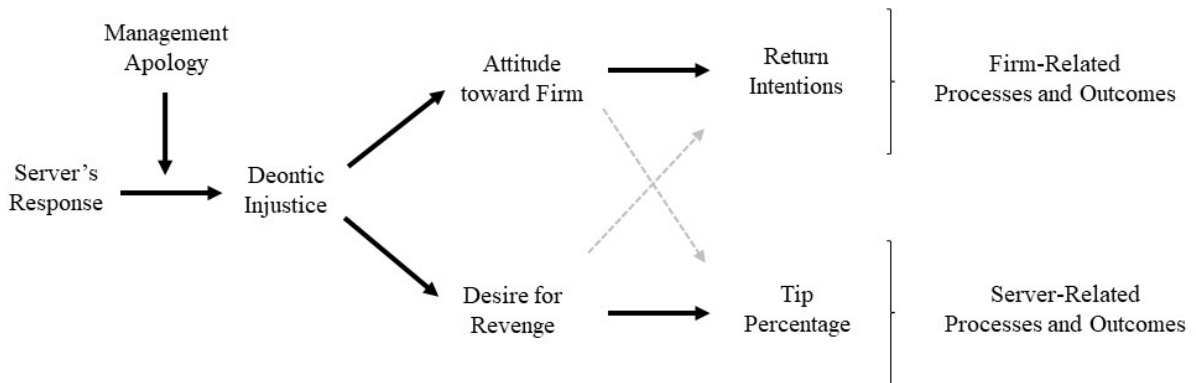 Management
Apology
Server's
Response
Deontic
Injustice
Attitude
toward Firm
Desire for
Revenge
Return
Intentions
Tip
Percentage
Firm-Related
Processes and Outcomes
Server-Related
Processes and Outcomes